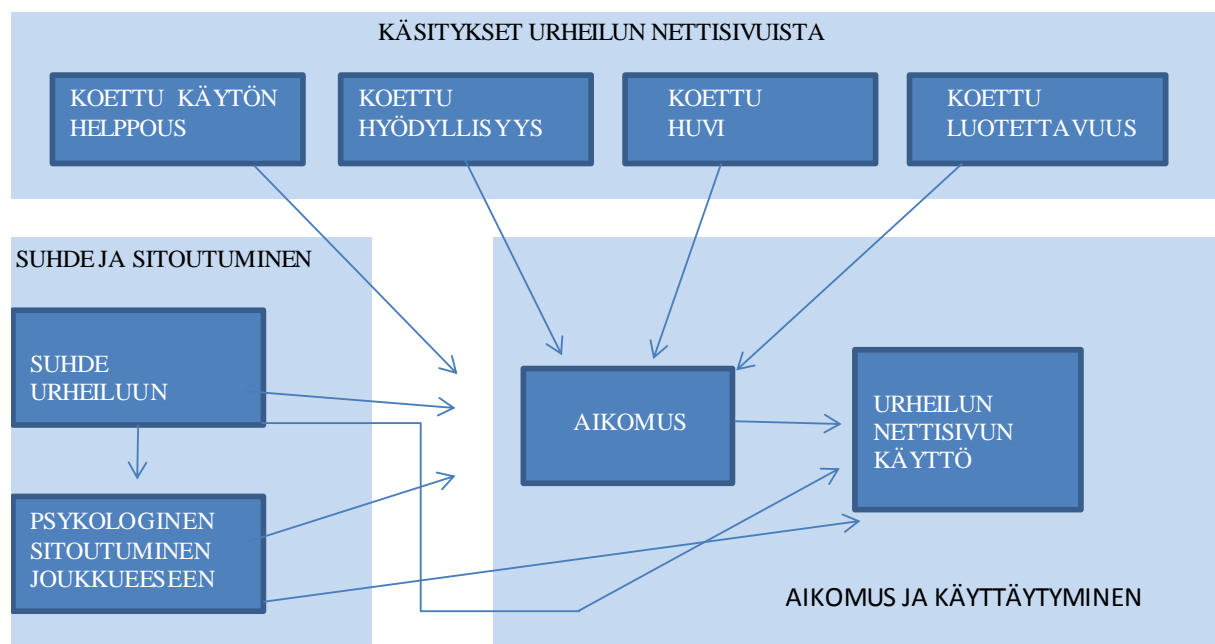 KÄSITYKSET URHEILUN NETTISIVUISTA
KOETTU KÄYTÖN
HELPPOUS
KOETTU
HYÖDYLLISYYS
KOETTU
HUVI
KOETTU
LUOTETTAVUUS
SUHDE JA SITOUTUMINEN
SUHDE
URHEILUUN
PSYKOLOGINEN
SITOUTUMINEN
JOUKKUEESEEN
AIKOMUS
URHEILUN
NETTISIVUN
KÄYTTÖ
AIKOMUS JA KÄYTTÄYTYMINEN